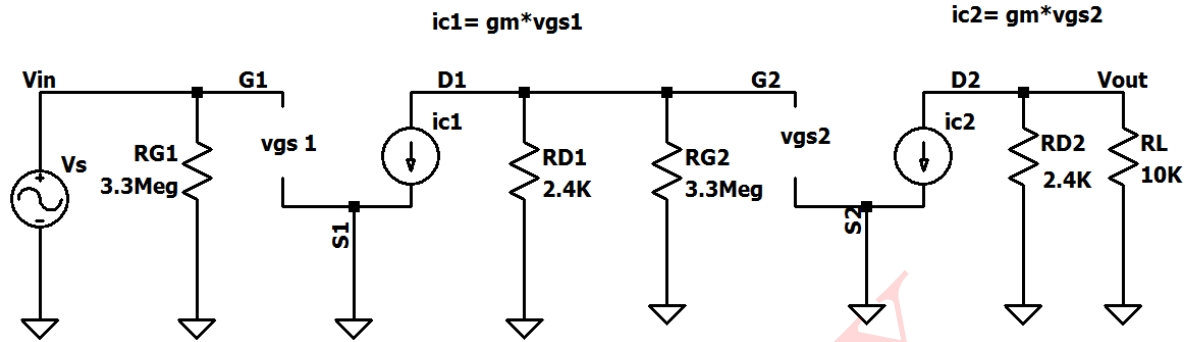 ic1= gm*vgs1
ic2= gm*vgs2
Vin
G1
D1
G2
D2
Vout
Vs
RG1
3.3Meg
vgs 1
ic1
RD1
2.4K
RG2
3.3Meg
vgs2
ic2
RD2
2.4K
RL
10K
S1
S2